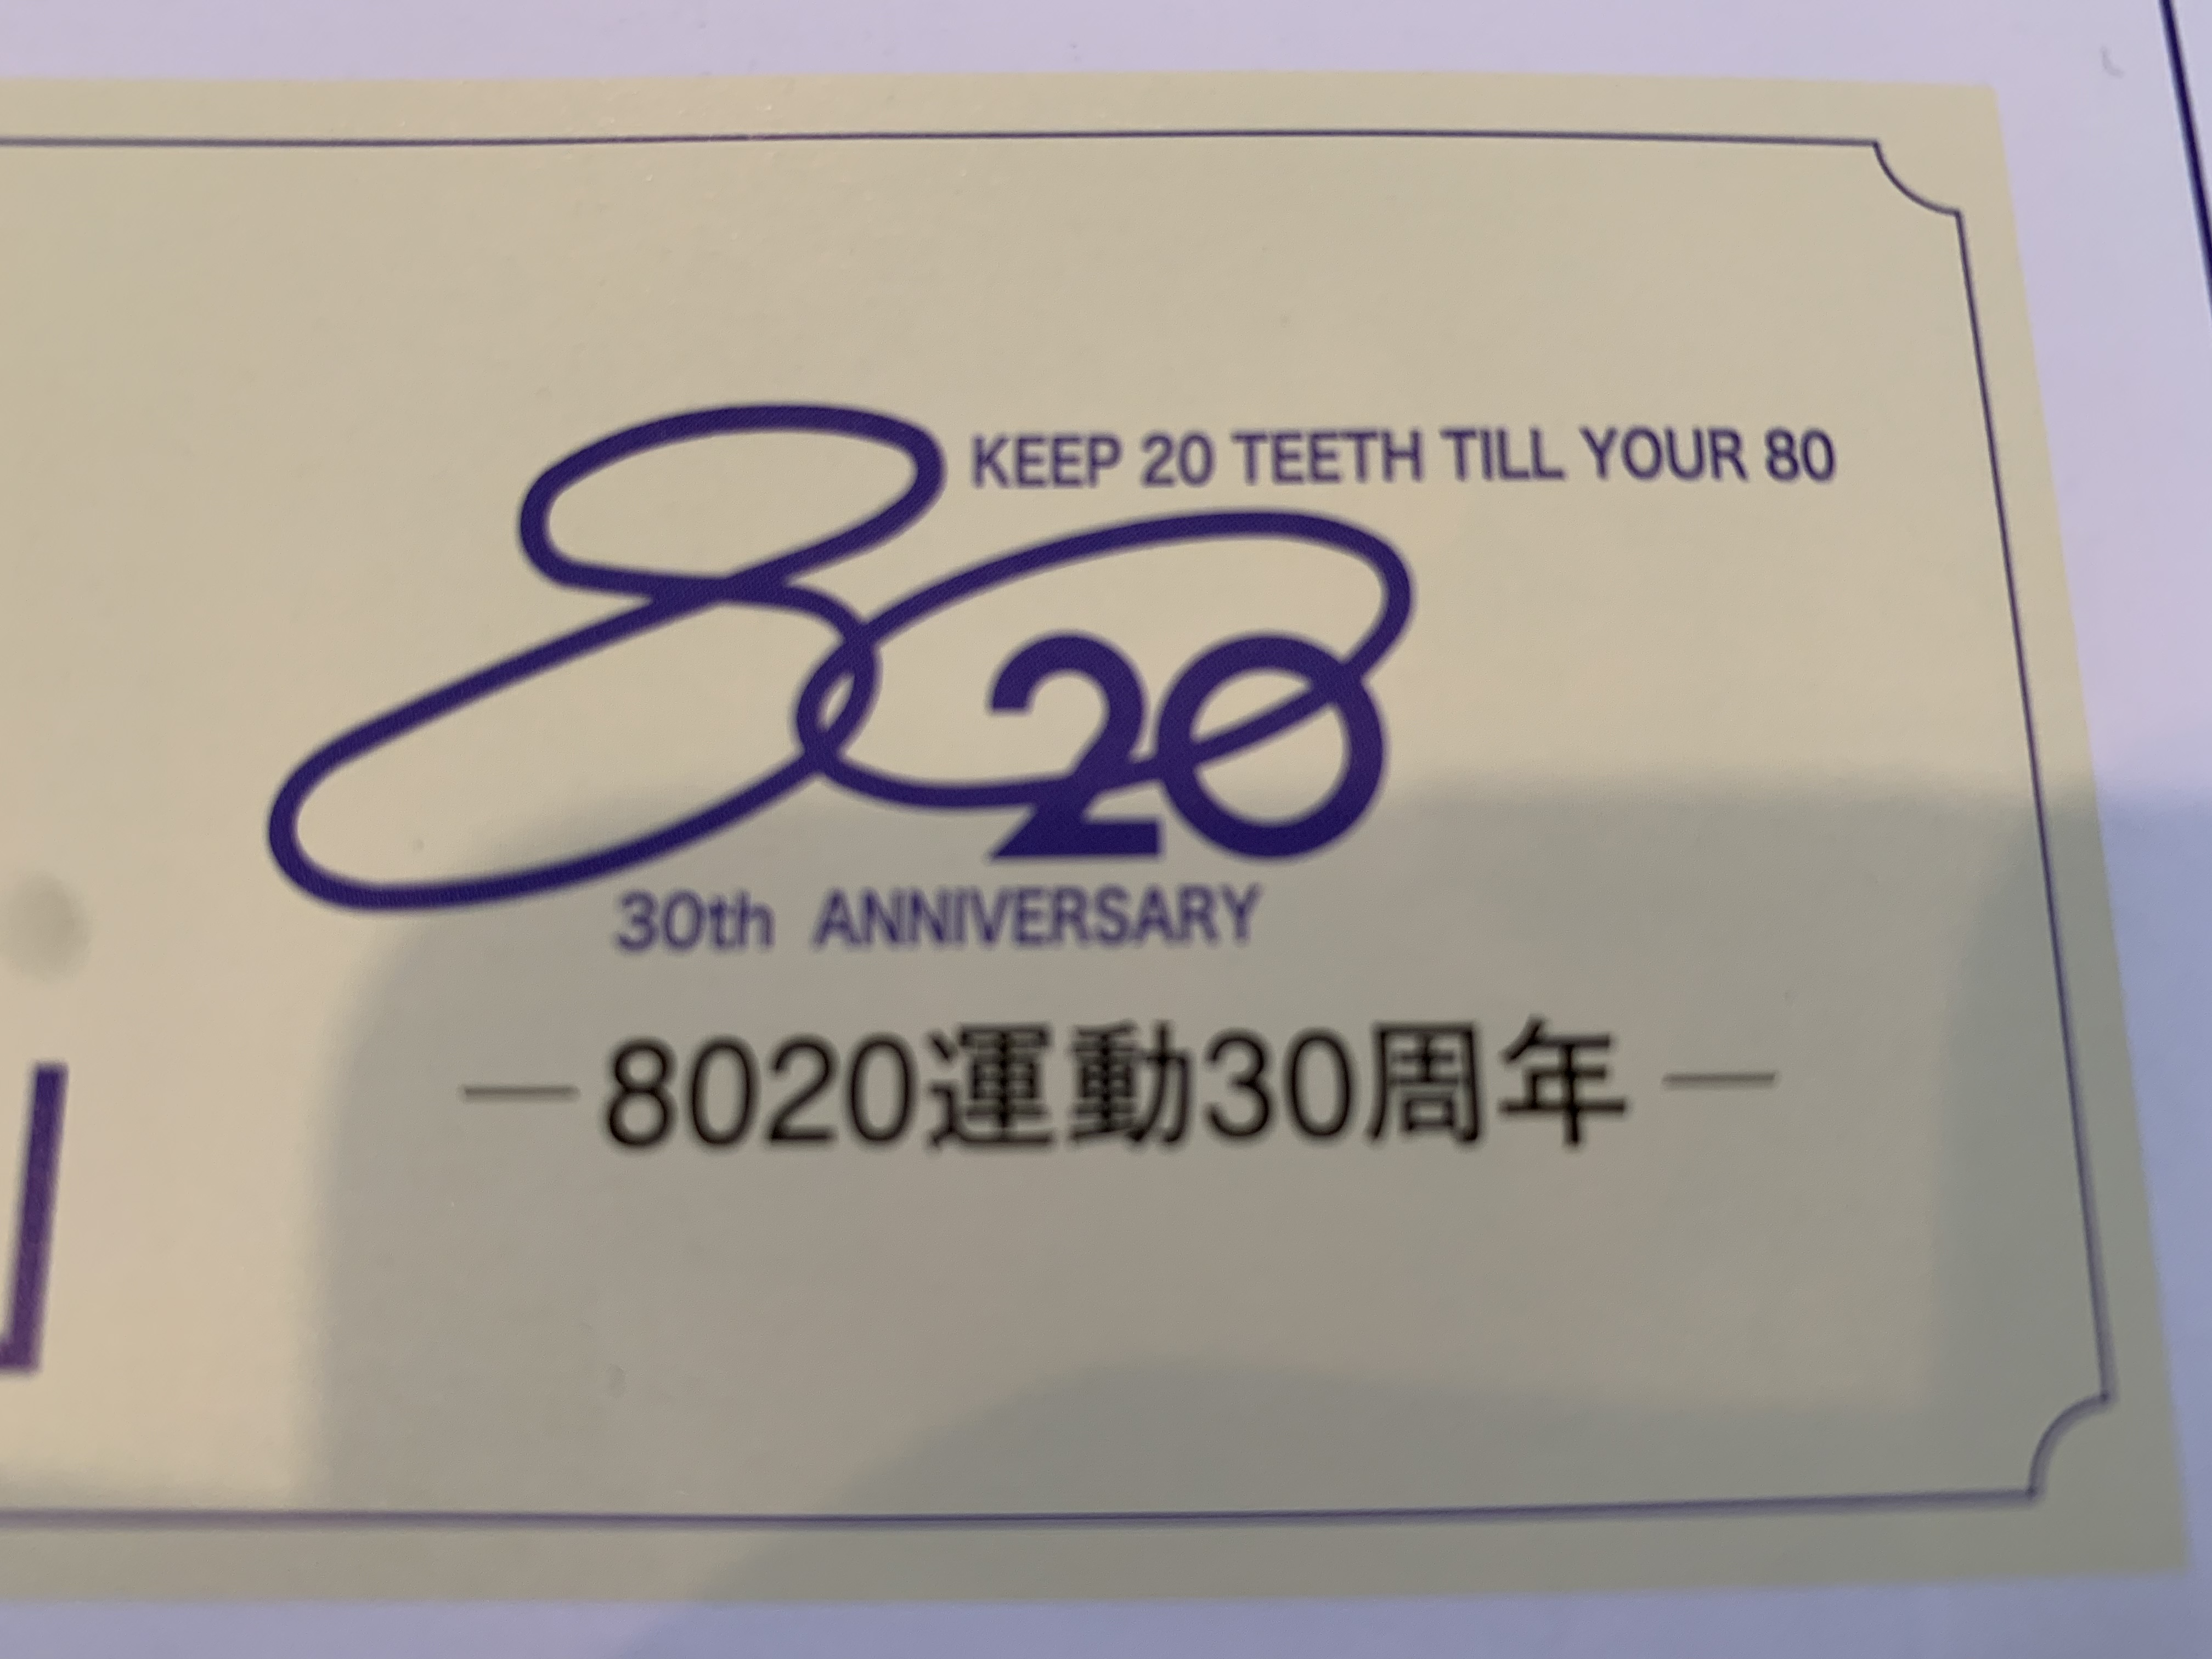 KEEP 20 TEETH TILL YOUR 80
8020
30th ANNIVERSARY
—8020運動30周年—